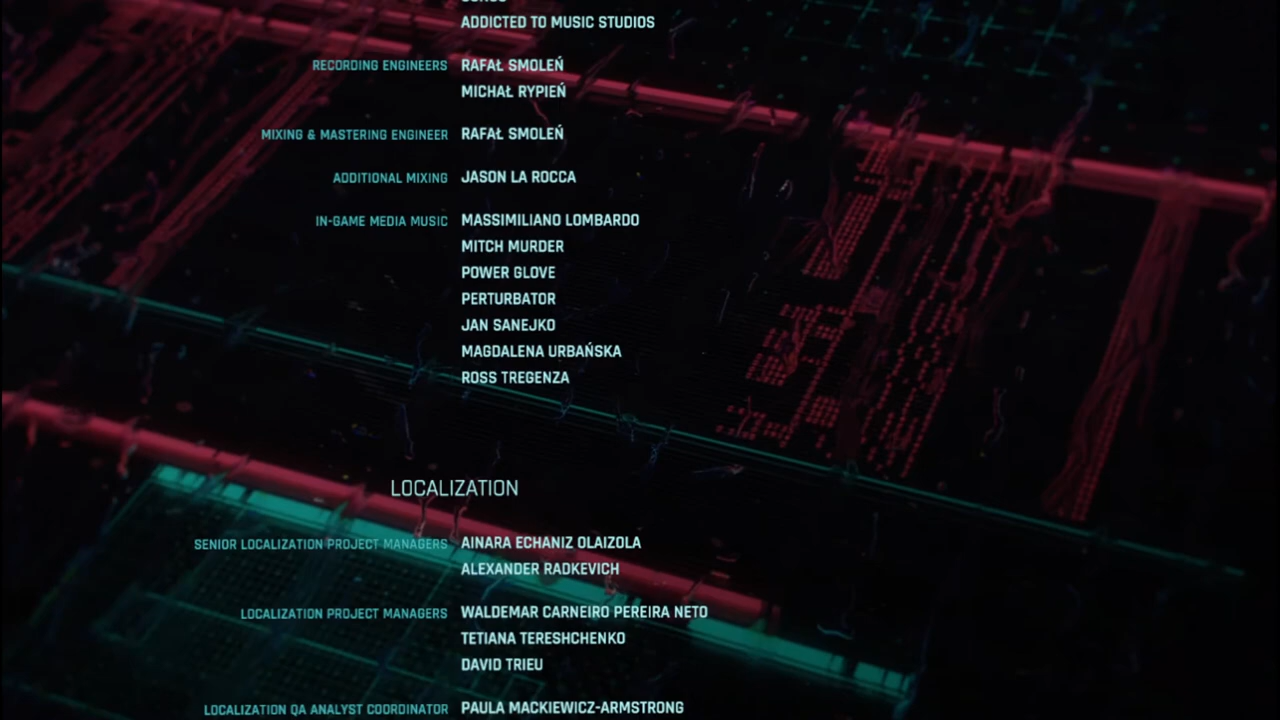 ADDICTED TO MUSIC STUDIOS
RECORDING ENGINEERS RAFAŁ SMOLEŃ
MICHAŁ RYPIEŃ
MIXING & MASTERING ENGINEER RAFAŁ SMOLEŃ
ADDITIONAL MIXING JASON LA ROCCA
IN-GAME MEDIA MUSIC MASSIMILIANO LOMBARDO
MITCH MURDER
POWER GLOVE
PERTURBATOR
JAN SANEJKO
MAGDALENA URBAŃSKA
ROSS TREGENZA
LOCALIZATION
SENIOR LOCALIZATION PROJECT MANAGERS AINARA ECHANIZ OLAIZOLA
ALEXANDER RADKEVICH
LOCALIZATION PROJECT MANAGERS WALDEMAR CARNEIRO PEREIRA NETO
TETIANA TERESHCHENKO
DAVID TRIEU
LOCALIZATION QA ANALYST COORDINATOR PAULA MACKIEWICZ-ARMSTRONG